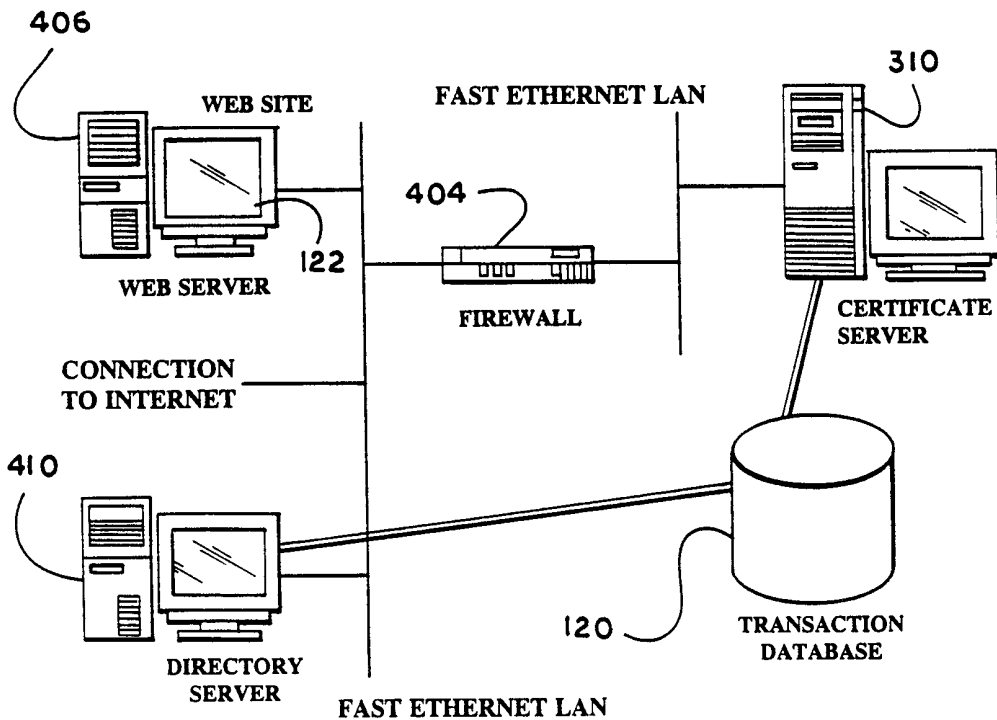 406
WEB SITE
FAST ETHERNET LAN
310
404
122
WEB SERVER
FIREWALL
CERTIFICATE
SERVER
CONNECTION
TO INTERNET
410
120
TRANSACTION
DATABASE
DIRECTORY
SERVER
FAST ETHERNET LAN